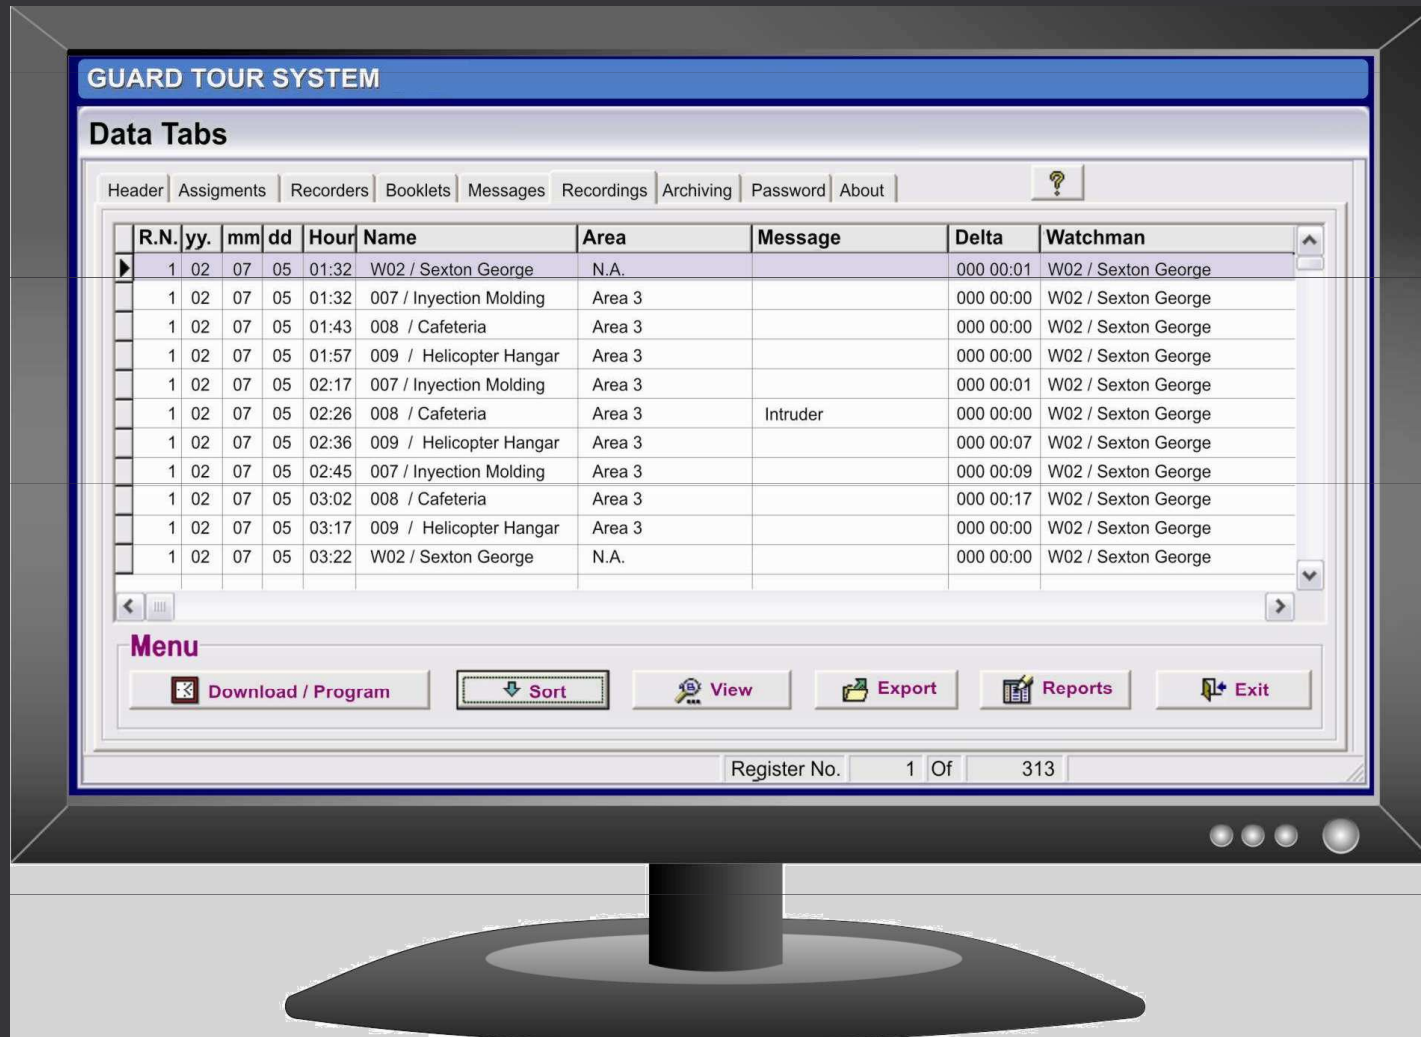 GUARD TOUR SYSTEM
Data Tabs
Header Assigments Recorders Booklets Messages Recordings Archiving Password About ?
R.N. yy. mm dd Hour Name Area Message Delta Watchman
1 02 07 05 01:32 W02 / Sexton George N.A. 000 00:01 W02 / Sexton George
1 02 07 05 01:32 007 / Inyection Molding Area 3 000 00:00 W02 / Sexton George
1 02 07 05 01:43 008 / Cafeteria Area 3 000 00:00 W02 / Sexton George
1 02 07 05 01:57 009 / Helicopter Hangar Area 3 000 00:00 W02 / Sexton George
1 02 07 05 02:17 007 / Inyection Molding Area 3 000 00:01 W02 / Sexton George
1 02 07 05 02:26 008 / Cafeteria Area 3 Intruder 000 00:00 W02 / Sexton George
1 02 07 05 02:36 009 / Helicopter Hangar Area 3 000 00:07 W02 / Sexton George
1 02 07 05 02:45 007 / Inyection Molding Area 3 000 00:09 W02 / Sexton George
1 02 07 05 03:02 008 / Cafeteria Area 3 000 00:17 W02 / Sexton George
1 02 07 05 03:17 009 / Helicopter Hangar Area 3 000 00:00 W02 / Sexton George
1 02 07 05 03:22 W02 / Sexton George N.A. 000 00:00 W02 / Sexton George
Menu
Download / Program Sort View Export Reports Exit
Register No. 1 Of 313